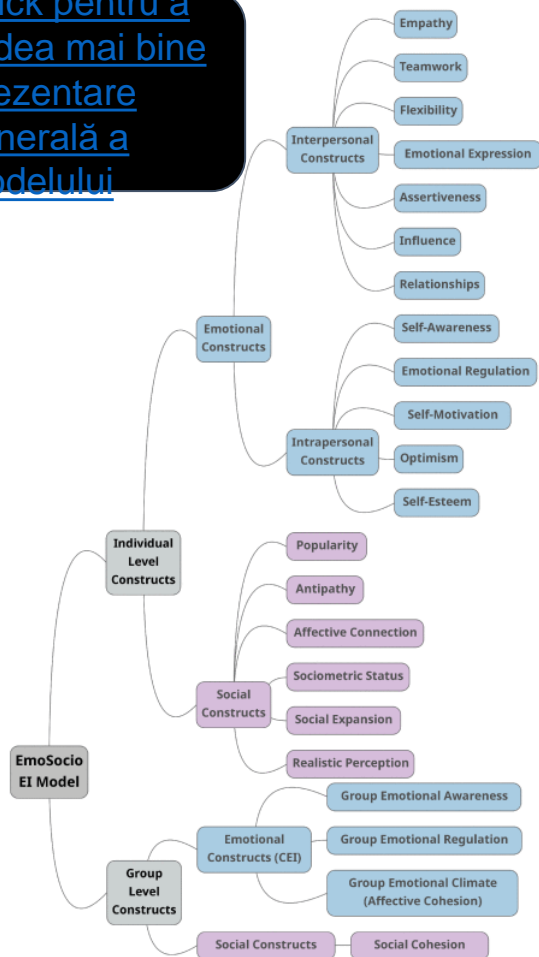 ck pentru a
dea mai bine
ezentare
nerală a
odelului
Empathy
Teamwork
Flexibility
Interpersonal
Constructs
Emotional Expression
Assertiveness
Influence
Relationships
Emotional
Constructs
Self-Awareness
Emotional Regulation
Self-Motivation
Intrapersonal
Constructs
Optimism
Self-Esteem
Individual
Level
Constructs
Popularity
Antipathy
Affective Connection
Sociometric Status
Social
Constructs
Social Expansion
Realistic Perception
EmoSocio
EI Model
Group Emotional Awareness
Emotional
Constructs (CEI)
Group Emotional Regulation
Group Emotional Climate
(Affective Cohesion)
Group
Level
Constructs
Social Constructs
Social Cohesion